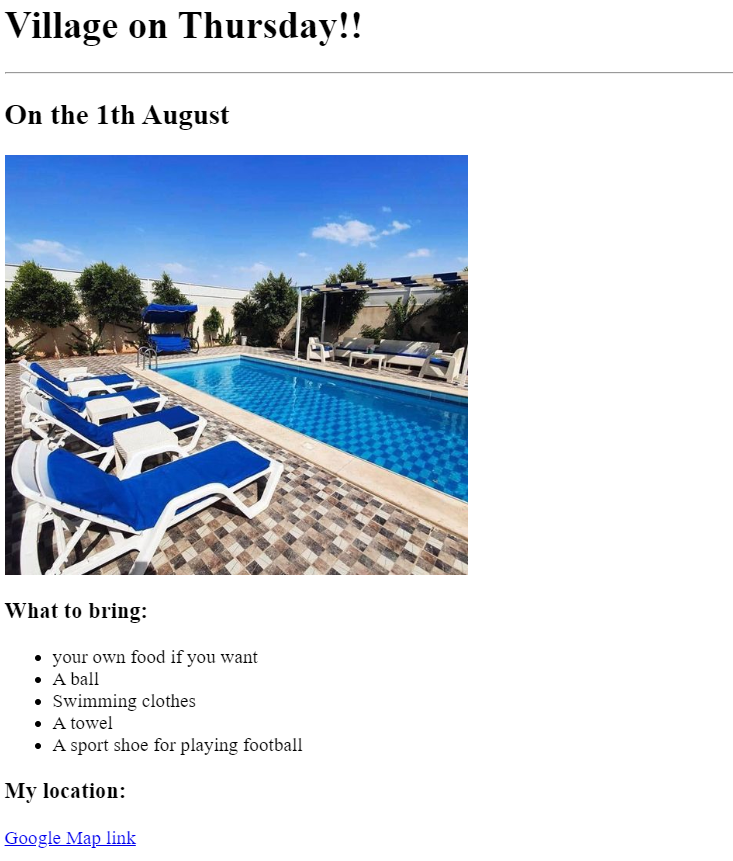 Village on Thursday!!
On the 1th August
What to bring:
your own food if you want
A ball
Swimming clothes
A towel
A sport shoe for playing football
My location:
Google Map link